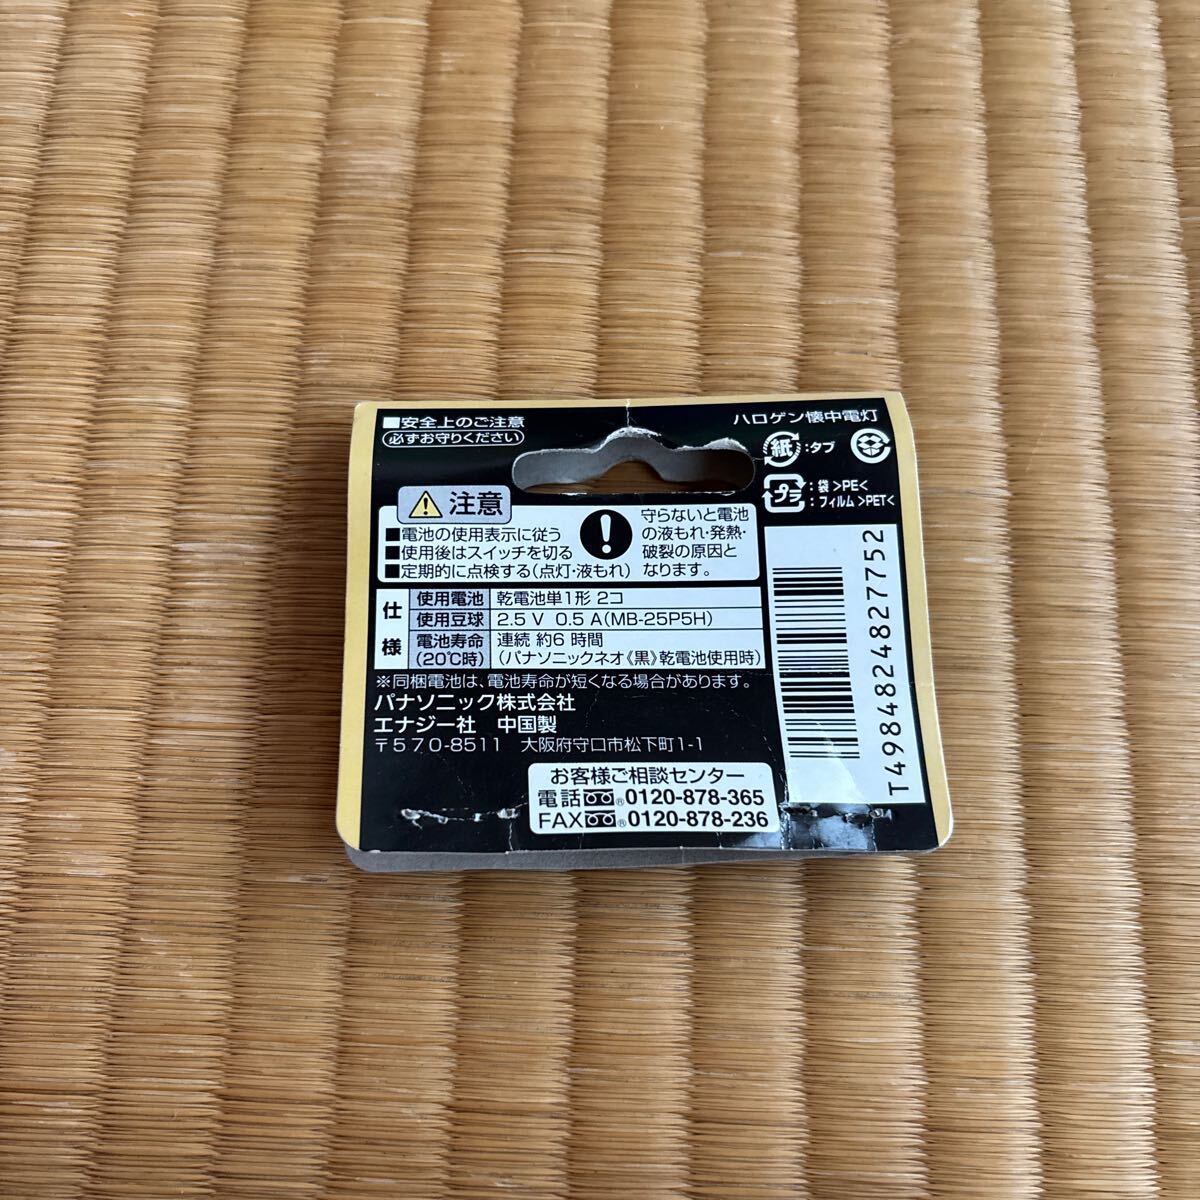 ■安全上のご注意
必ずお守りください
ハロゲン懐中電灯
紙:タブ
プラ:袋>PE<
:フィルム>PET<
注意
■電池の使用表示に従う
■使用後はスイッチを切る
■定期的に点検する(点灯・液もれ)
守らないと電池
の液もれ・発熱・
破裂の原因と
なります。
仕様
使用電池 乾電池単1形 2コ
使用豆球 2.5 V 0.5 A(MB-25P5H)
電池寿命 連続 約6 時間
(20℃時) (パナソニックネオ《黒》乾電池使用時)
※同梱電池は、電池寿命が短くなる場合があります。
パナソニック株式会社
エナジー社 中国製
〒570-8511 大阪府守口市松下町1-1
お客様ご相談センター
電話 ® 0120-878-365
FAX ® 0120-878-236
T4984824827752